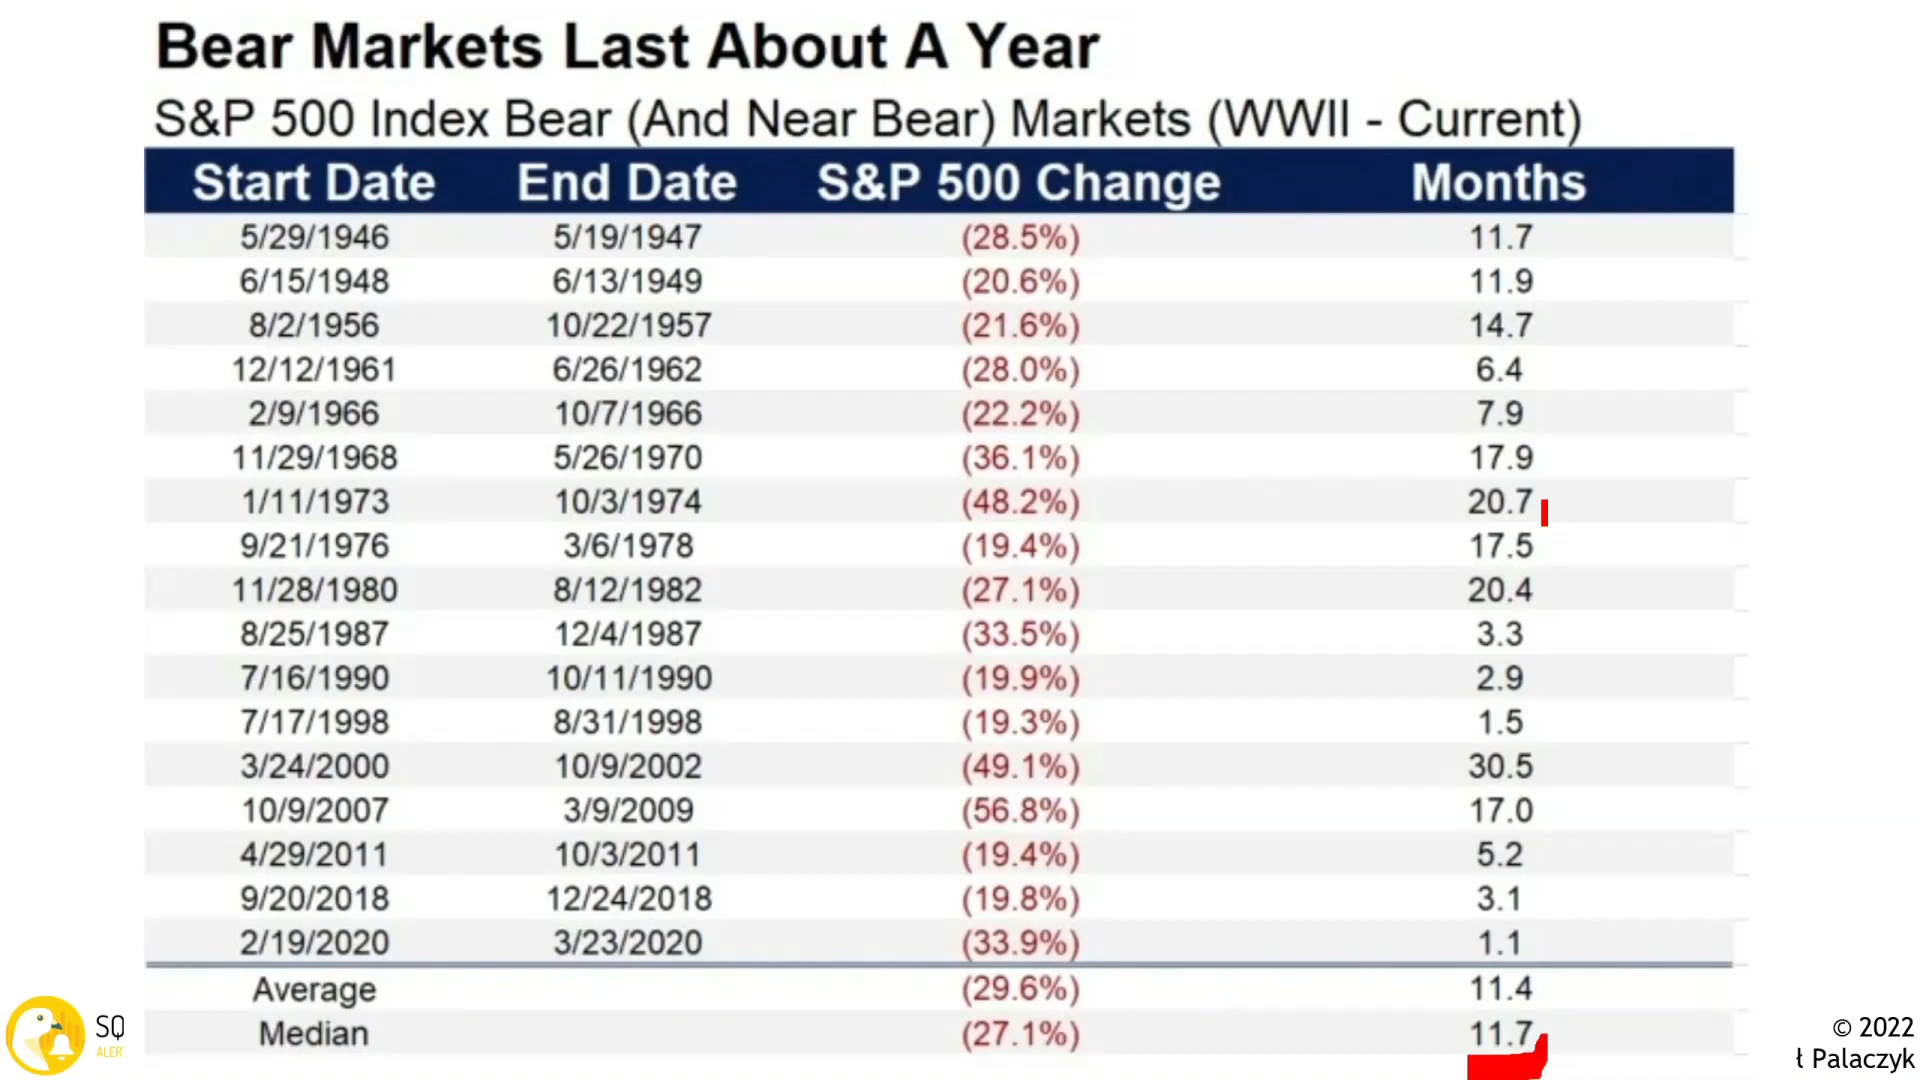 Bear Markets Last About A Year
S&P 500 Index Bear (And Near Bear) Markets (WWII - Current)
Start Date End Date S&P 500 Change Months
5/29/1946 5/19/1947 (28.5%) 11.7
6/15/1948 6/13/1949 (20.6%) 11.9
8/2/1956 10/22/1957 (21.6%) 14.7
12/12/1961 6/26/1962 (28.0%) 6.4
2/9/1966 10/7/1966 (22.2%) 7.9
11/29/1968 5/26/1970 (36.1%) 17.9
1/11/1973 10/3/1974 (48.2%) 20.7
9/21/1976 3/6/1978 (19.4%) 17.5
11/28/1980 8/12/1982 (27.1%) 20.4
8/25/1987 12/4/1987 (33.5%) 3.3
7/16/1990 10/11/1990 (19.9%) 2.9
7/17/1998 8/31/1998 (19.3%) 1.5
3/24/2000 10/9/2002 (49.1%) 30.5
10/9/2007 3/9/2009 (56.8%) 17.0
4/29/2011 10/3/2011 (19.4%) 5.2
9/20/2018 12/24/2018 (19.8%) 3.1
2/19/2020 3/23/2020 (33.9%) 1.1
Average (29.6%) 11.4
Median (27.1%) 11.7
SQ
ALER
© 2022
ł Palaczyk